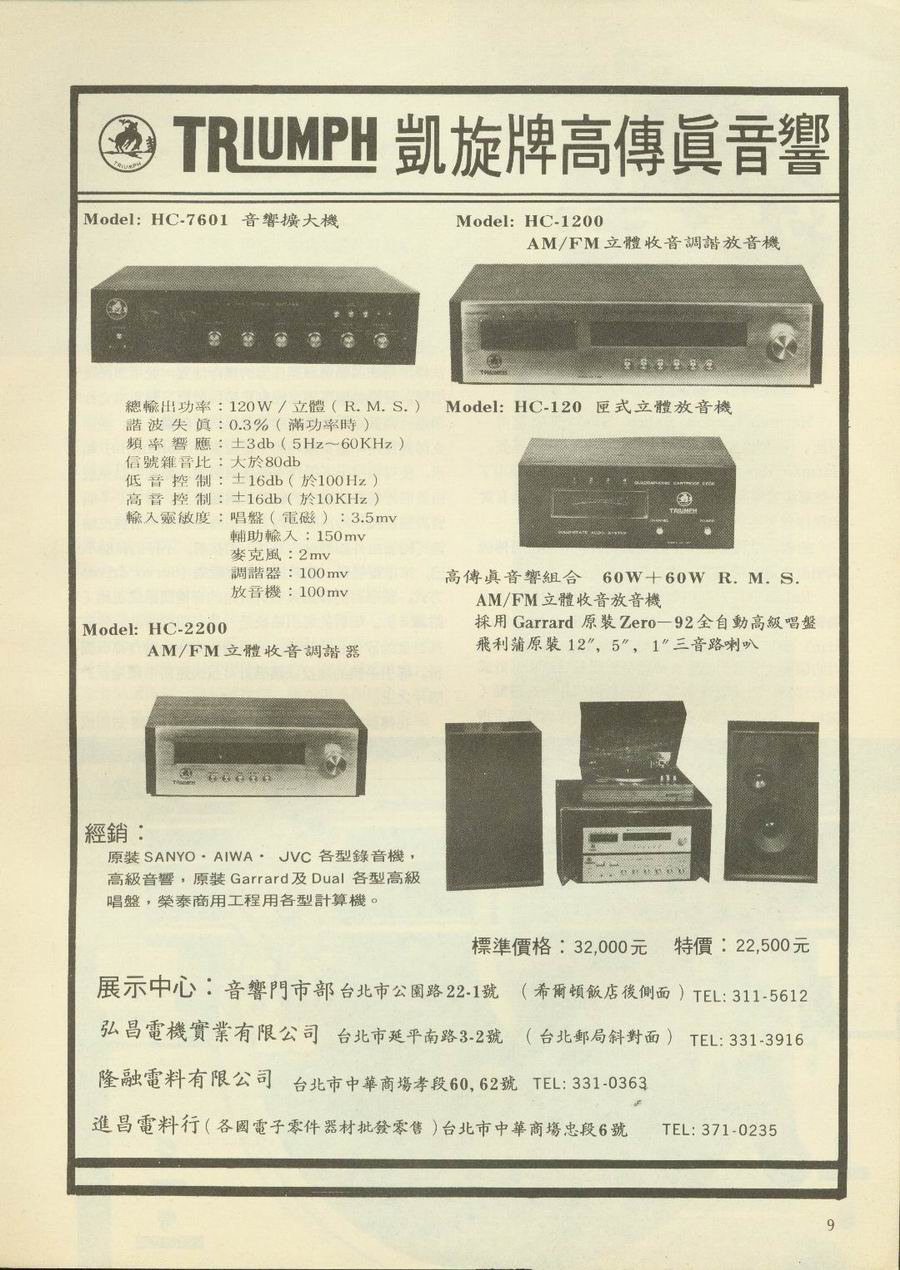 TRIUMPH 凱旋牌高傳眞音響
TRIUMPH
Model: HC-7601 音響擴大機
總輸出功率：120W / 立體 ( R. M. S. )
諧波失眞：0.3% ( 滿功率時 )
頻率響應：±3db ( 5Hz～60KHz )
信號雜音比：大於80db
低音控制：±16db ( 於100Hz )
高音控制：±16db ( 於10KHz )
輸入靈敏度：唱盤 ( 電磁 ) : 3.5mv
輔助輸入：150mv
麥克風：2mv
調諧器：100mv
放音機：100mv
Model: HC-2200
AM/FM立體收音調諧器
TRIUMPH
經銷：
原裝SANYO・AIWA・ JVC 各型錄音機，
高級音響，原裝Garrard及Dual 各型高級
唱盤，榮泰商用工程用各型計算機。
Model: HC-1200
AM/FM立體收音調諧放音機
TRIUMPH
Model: HC-120 匣式立體放音機
QUADRAPHONIC CARTRIDGE DECK
TRIUMPH
高傳眞音響組合 60W＋60W R. M. S.
AM/FM立體收音放音機
採用Garrard 原裝Zero—92全自動高級唱盤
飛利蒲原裝 12″, 5″, 1″三音路喇叭
標準價格：32,000元 特價：22,500元
展示中心：音響門市部台北市公園路22-1號 ( 希爾頓飯店後側面 ) TEL: 311-5612
弘昌電機實業有限公司 台北市延平南路3-2號 ( 台北郵局斜對面 ) TEL: 331-3916
隆融電料有限公司 台北市中華商場孝段60, 62號 TEL: 331-0363
進昌電料行 ( 各國電子零件器材批發零售 ) 台北市中華商場忠段6號 TEL: 371-0235
9